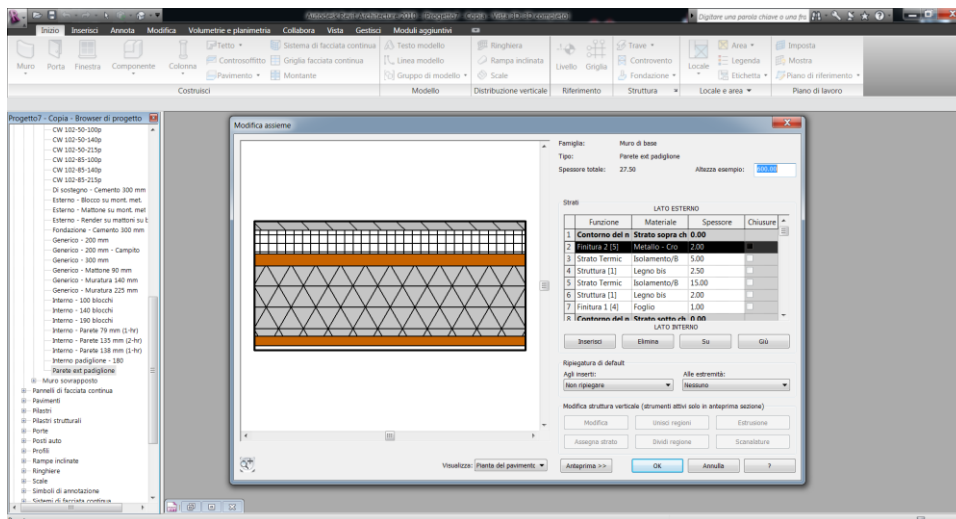 Autodesk Revit Architecture 2010 - Progetto7 - Copia - Vista 3D: 3D completo
Digitare una parola chiave o una fra
Inizio Inserisci Annota Modifica Volumetrie e planimetria Collabora Vista Gestisci Moduli aggiuntivi
Muro Porta Finestra Componente Colonna
Tetto Sistema di facciata continua
Controsoffitto Griglia facciata continua
Pavimento Montante
Testo modello
Linea modello
Gruppo di modello
Ringhiera
Rampa inclinata
Scale
Livello Griglia
Trave
Controvento
Fondazione
Locale
Area
Legenda
Etichetta
Imposta
Mostra
Piano di riferimento
Costruisci Modello Distribuzione verticale Riferimento Struttura Locale e area Piano di lavoro
Progetto7 - Copia - Browser di progetto
CW 102-50-100p
CW 102-50-140p
CW 102-50-215p
CW 102-85-100p
CW 102-85-140p
CW 102-85-215p
Di sostegno - Cemento 300 mm
Esterno - Blocco su mont. met.
Esterno - Mattone su mont. met
Esterno - Render su mattoni su b
Fondazione - Cemento 300 mm
Generico - 200 mm
Generico - 200 mm - Campito
Generico - 300 mm
Generico - Mattone 90 mm
Generico - Muratura 140 mm
Generico - Muratura 225 mm
Interno - 100 blocchi
Interno - 140 blocchi
Interno - 190 blocchi
Interno - Parete 79 mm (1-hr)
Interno - Parete 135 mm (2-hr)
Interno - Parete 138 mm (1-hr)
Interno padiglione - 180
Parete ext padiglione
Muro sovrapposto
Pannelli di facciata continua
Pavimenti
Pilastri
Pilastri strutturali
Porte
Posti auto
Profili
Rampe inclinate
Ringhiere
Scale
Simboli di annotazione
Sistemi di facciata continua
Modifica assieme
Famiglia: Muro di base
Tipo: Parete ext padiglione
Spessore totale: 27.50 Altezza esempio: 600.00
Strati
LATO ESTERNO
Funzione Materiale Spessore Chiusure
1 Contorno del n Strato sopra ch 0.00
2 Finitura 2 [5] Metallo - Cro 2.00
3 Strato Termic Isolamento/B 5.00
4 Struttura [1] Legno bis 2.50
5 Strato Termic Isolamento/B 15.00
6 Struttura [1] Legno bis 2.00
7 Finitura 1 [4] Foglio 1.00
8 Contorno del n Strato sotto ch 0.00
LATO INTERNO
Inserisci Elimina Su Giù
Ripiegatura di default
Agli inserti: Alle estremità:
Non ripiegare Nessuno
Modifica struttura verticale (strumenti attivi solo in anteprima sezione)
Modifica Unisci regioni Estrusione
Assegna strato Dividi regione Scanalature
Visualizza: Pianta del pavimento
Anteprima >> OK Annulla ?